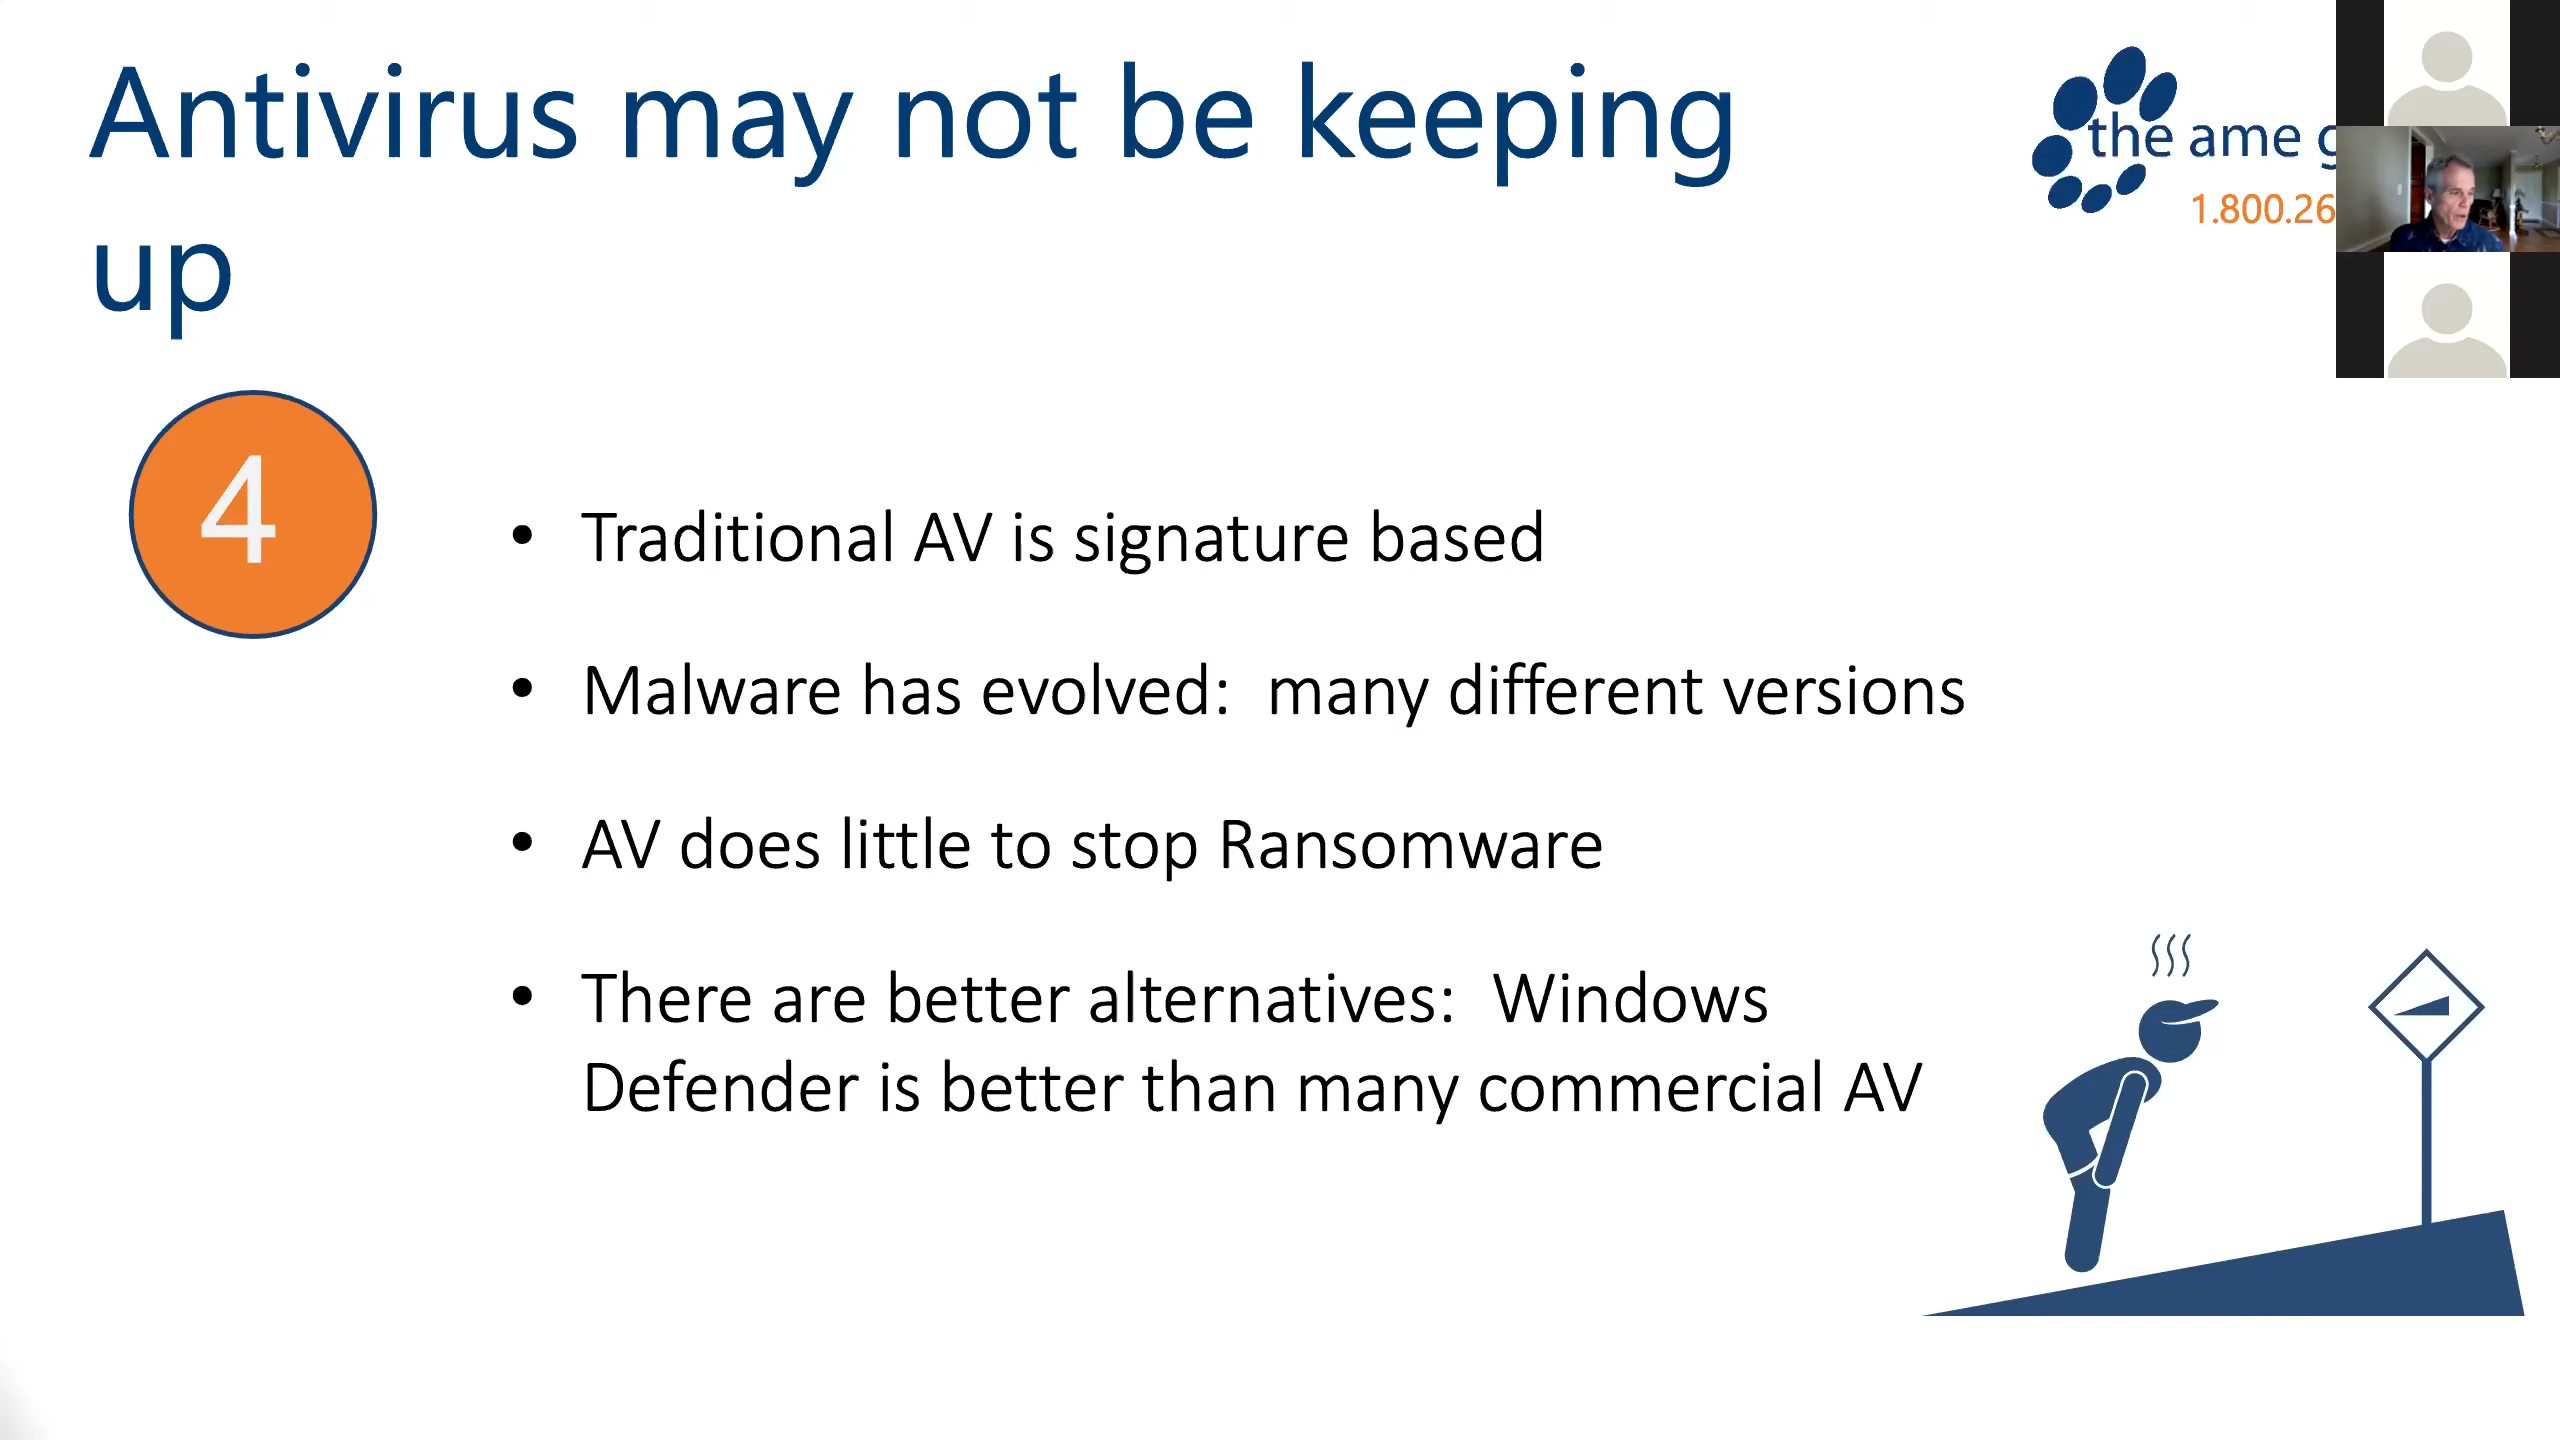 Antivirus may not be keeping
up
the ame g
1.800.26
4
• Traditional AV is signature based
• Malware has evolved:  many different versions
• AV does little to stop Ransomware
• There are better alternatives:  Windows
Defender is better than many commercial AV